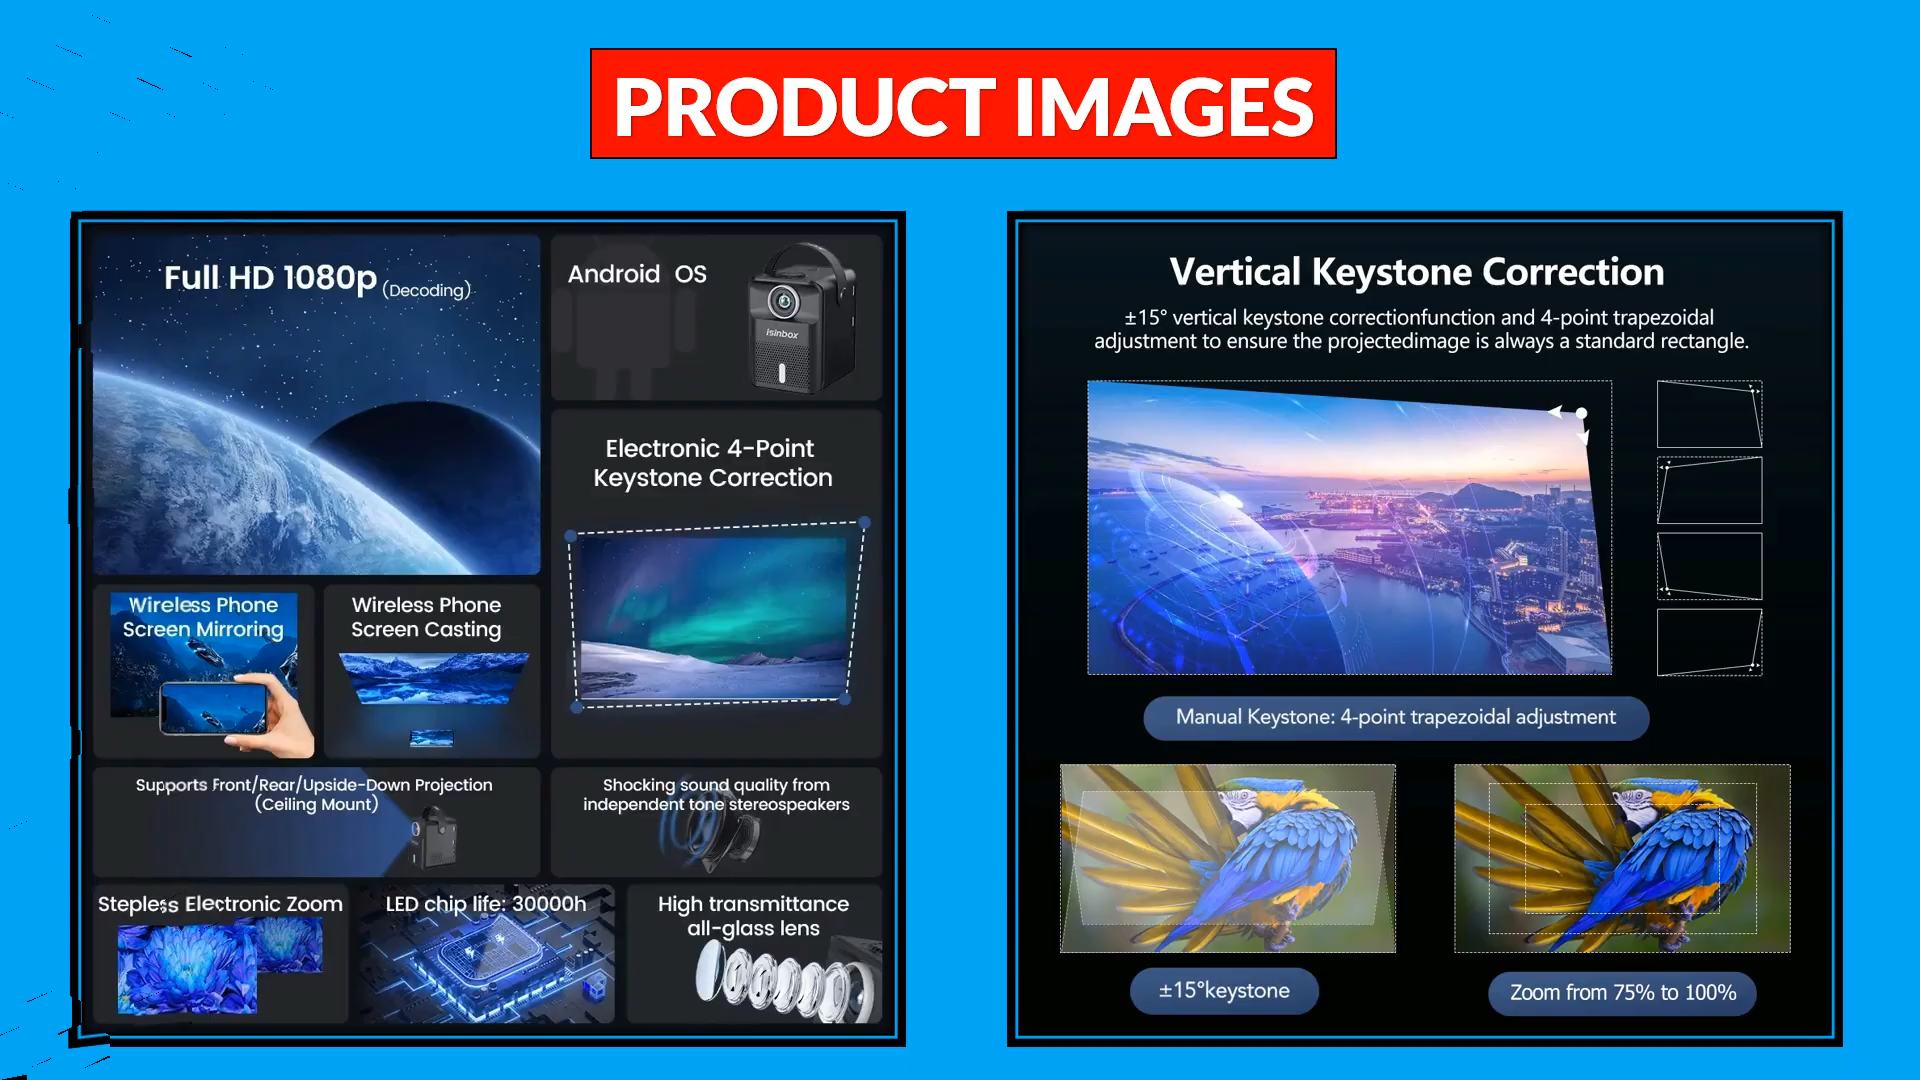 PRODUCT IMAGES
Full HD 1080p (Decoding)
Android OS
isinbox
Electronic 4-Point
Keystone Correction
Wireless Phone
Screen Mirroring
Wireless Phone
Screen Casting
Supports Front/Rear/Upside-Down Projection
(Ceiling Mount)
Shocking sound quality from
independent tone stereospeakers
Stepless Electronic Zoom
LED chip life: 30000h
High transmittance
all-glass lens
Vertical Keystone Correction
±15° vertical keystone correctionfunction and 4-point trapezoidal
adjustment to ensure the projectedimage is always a standard rectangle.
Manual Keystone: 4-point trapezoidal adjustment
±15°keystone
Zoom from 75% to 100%